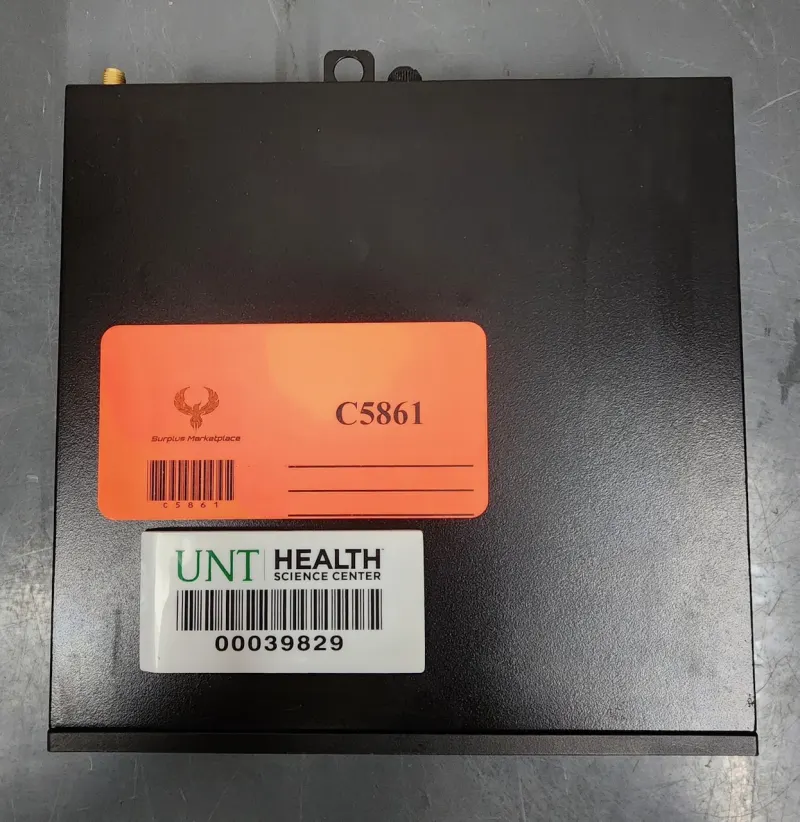 C5861
Surplus Marketplace
C5861
UNT HEALTH
SCIENCE CENTER
00039829